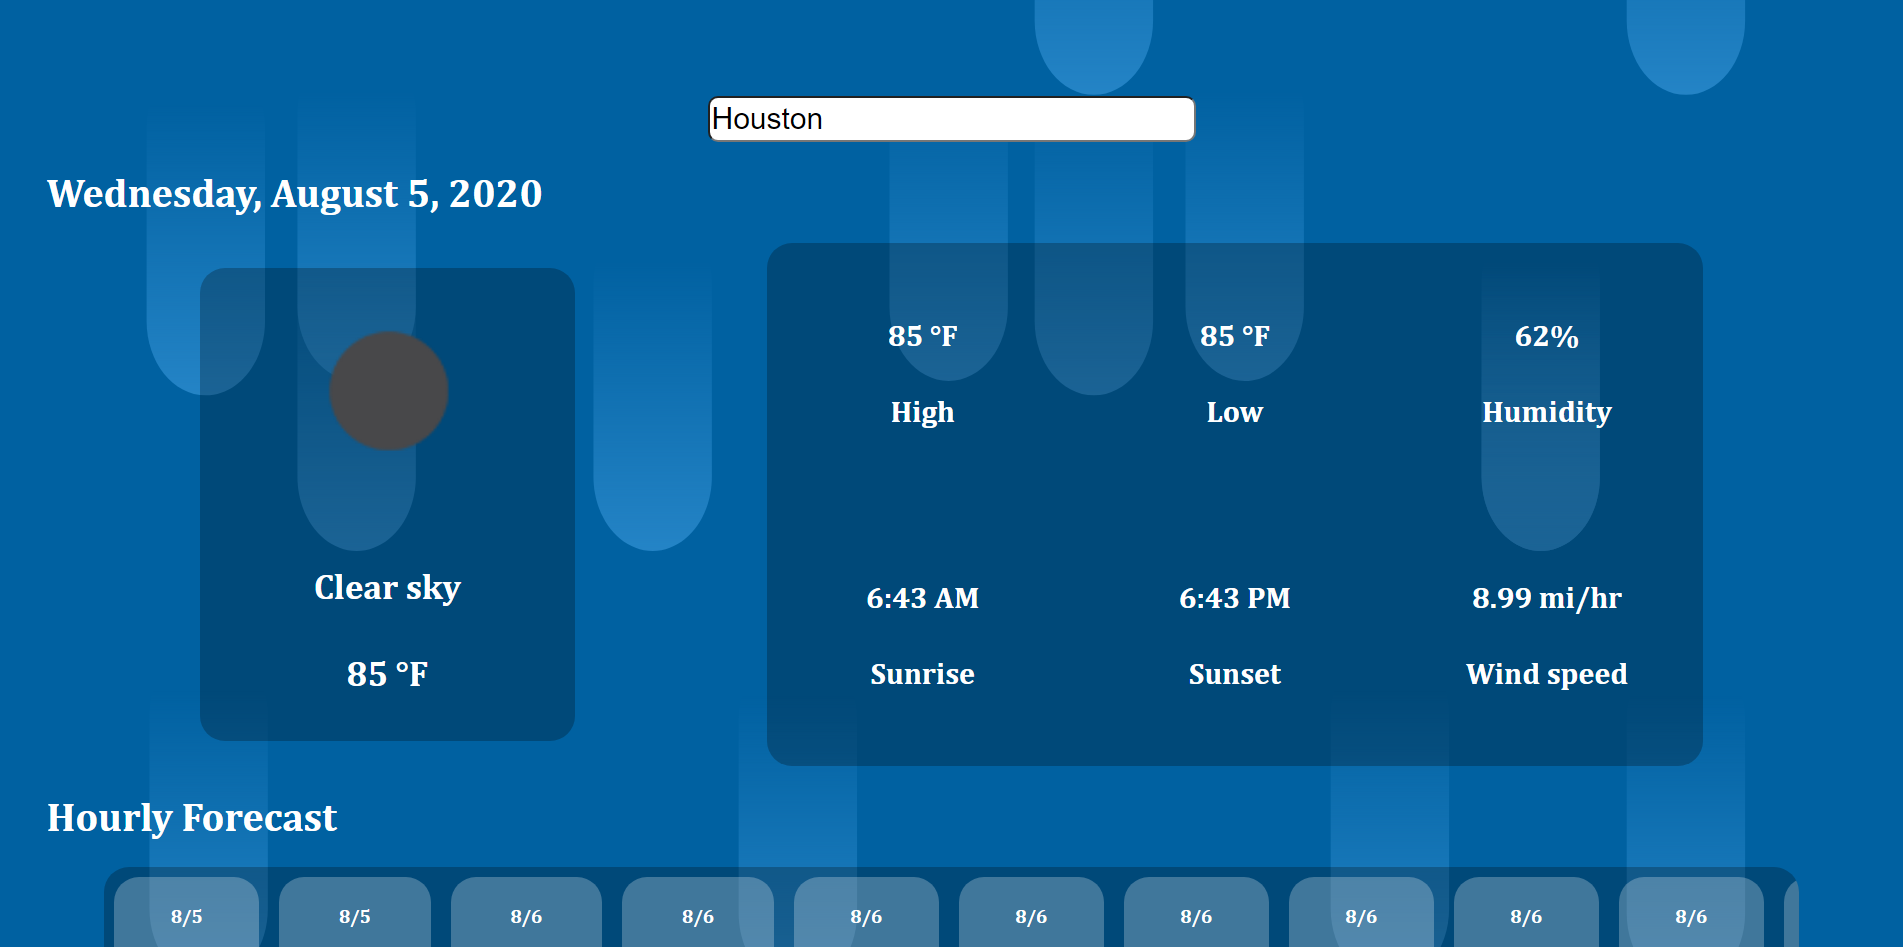 Houston
Wednesday, August 5, 2020
85 °F
85 °F
62%
High
Low
Humidity
Clear sky
85 °F
6:43 AM
6:43 PM
8.99 mi/hr
Sunrise
Sunset
Wind speed
Hourly Forecast
8/5
8/5
8/6
8/6
8/6
8/6
8/6
8/6
8/6
8/6